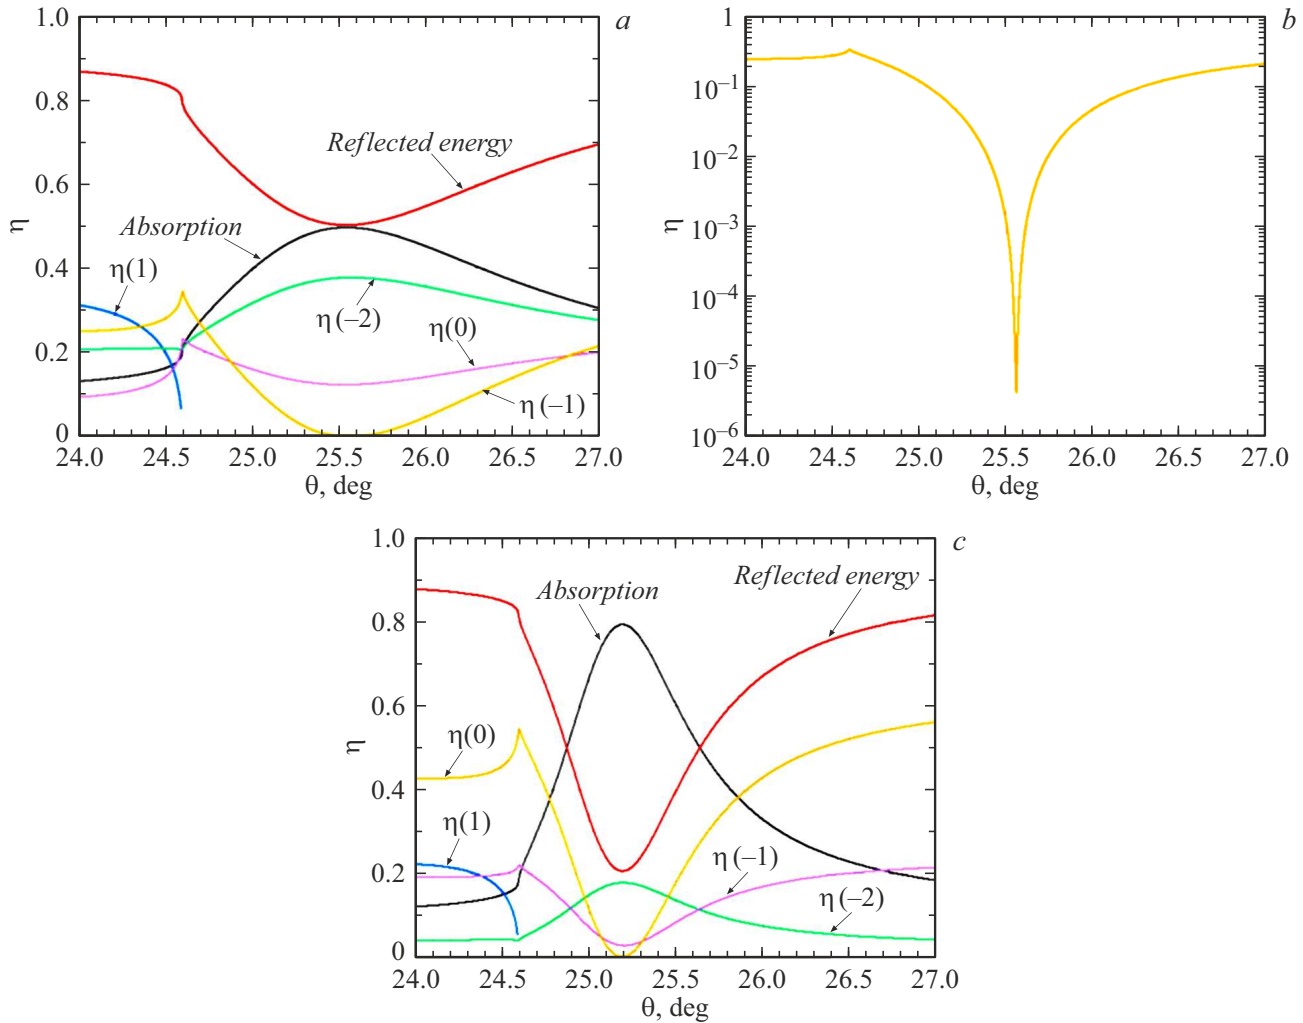 a
1.0
0.8
0.6
0.4
0.2
0
η
Reflected energy
Absorption
η(1)
η(−2)
η(0)
η(−1)
24.0 24.5 25.0 25.5 26.0 26.5 27.0
θ, deg
b
1
10−1
10−2
10−3
10−4
10−5
10−6
η
24.0 25.0 25.5 26.0 27.0
θ, deg
c
1.0
0.8
0.6
0.4
0.2
0
η
Absorption
Reflected energy
η(0)
η(1)
η(−1)
η(−2)
24.0 24.5 25.0 25.5 26.0 26.5 27.0
θ, deg